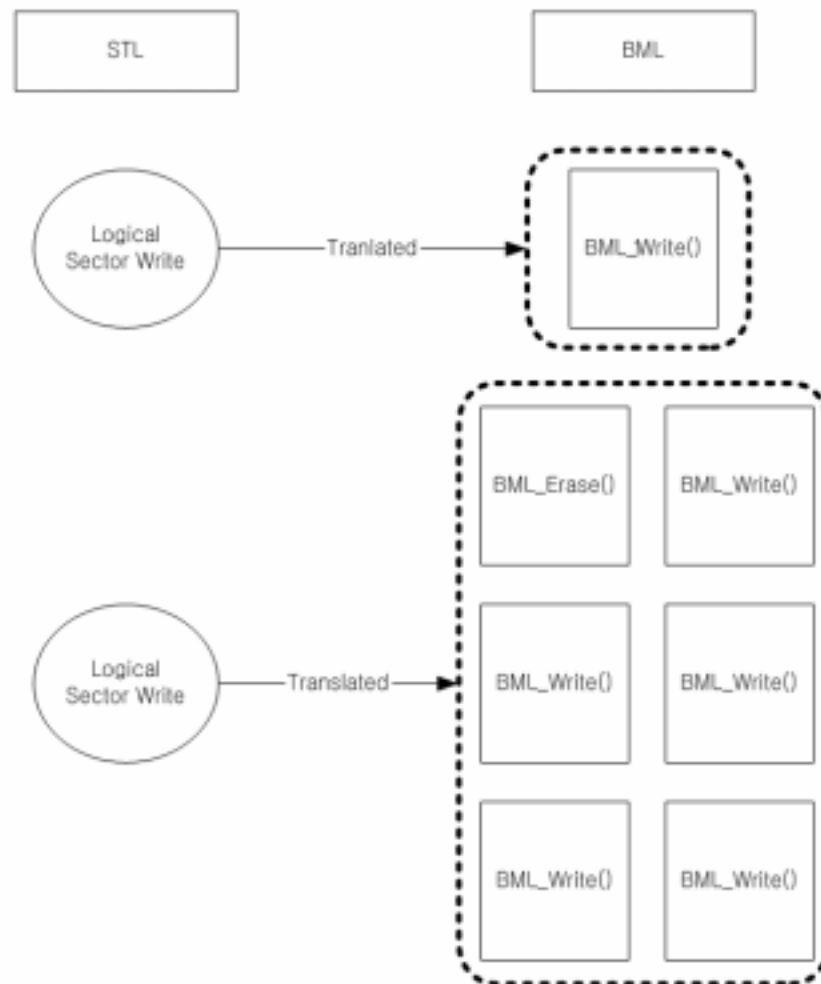 STL
BML
Logical
Sector Write
Tranlated
BML_Write()
BML_Erase()
BML_Write()
Logical
Sector Write
Translated
BML_Write()
BML_Write()
BML_Write()
BML_Write()